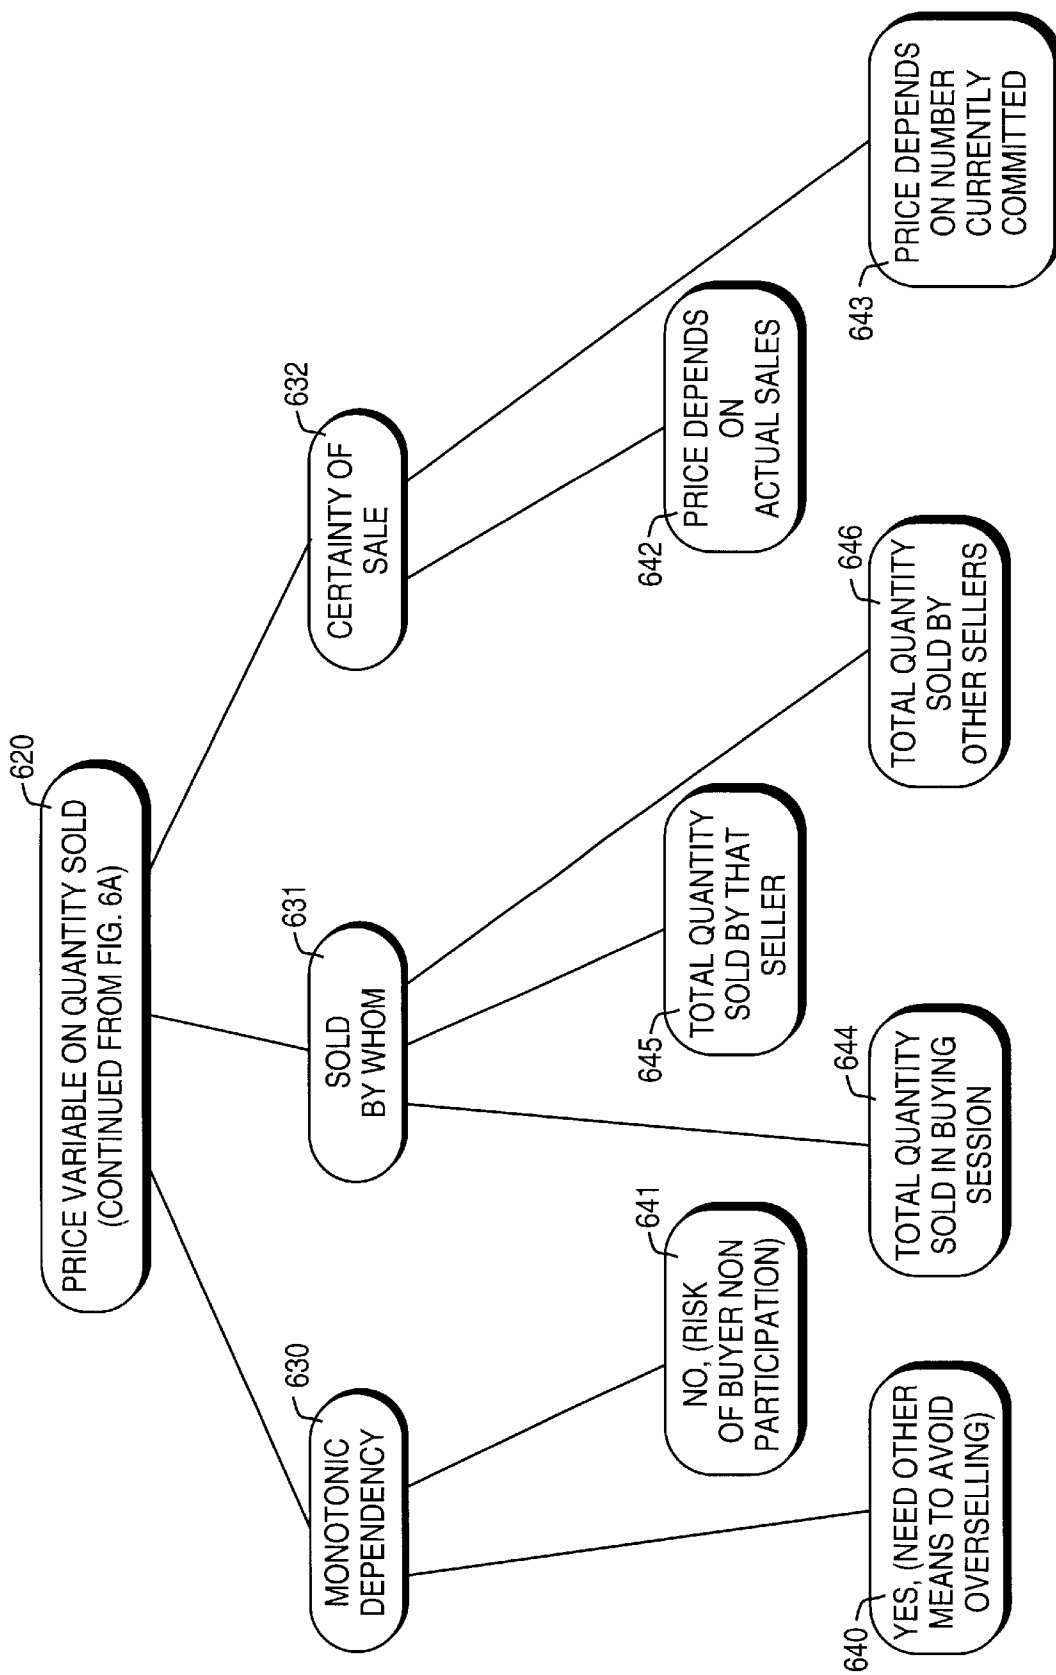 620
PRICE VARIABLE ON QUANTITY SOLD
(CONTINUED FROM FIG. 6A)
630
MONOTONIC
DEPENDENCY
631
SOLD
BY WHOM
632
CERTAINTY OF
SALE
641
NO, (RISK
OF BUYER NON
PARTICIPATION)
645
TOTAL QUANTITY
SOLD BY THAT
SELLER
642
PRICE DEPENDS
ON
ACTUAL SALES
640
YES, (NEED OTHER
MEANS TO AVOID
OVERSELLING)
644
TOTAL QUANTITY
SOLD IN BUYING
SESSION
646
TOTAL QUANTITY
SOLD BY
OTHER SELLERS
643
PRICE DEPENDS
ON NUMBER
CURRENTLY
COMMITTED